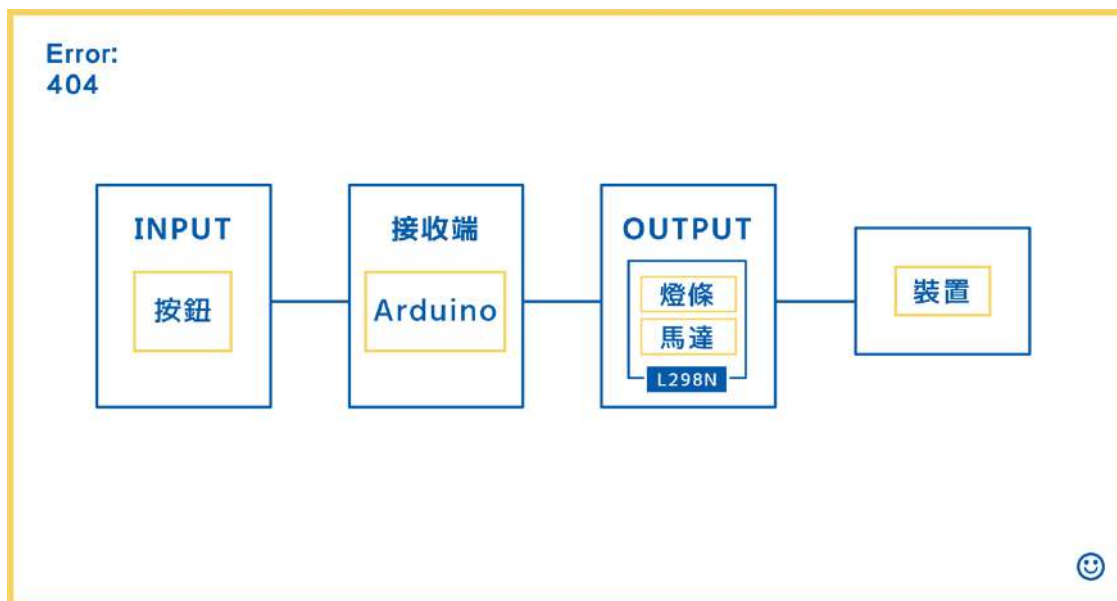 Error:
404
INPUT
按鈕
接收端
Arduino
OUTPUT
燈條
馬達
L298N
裝置